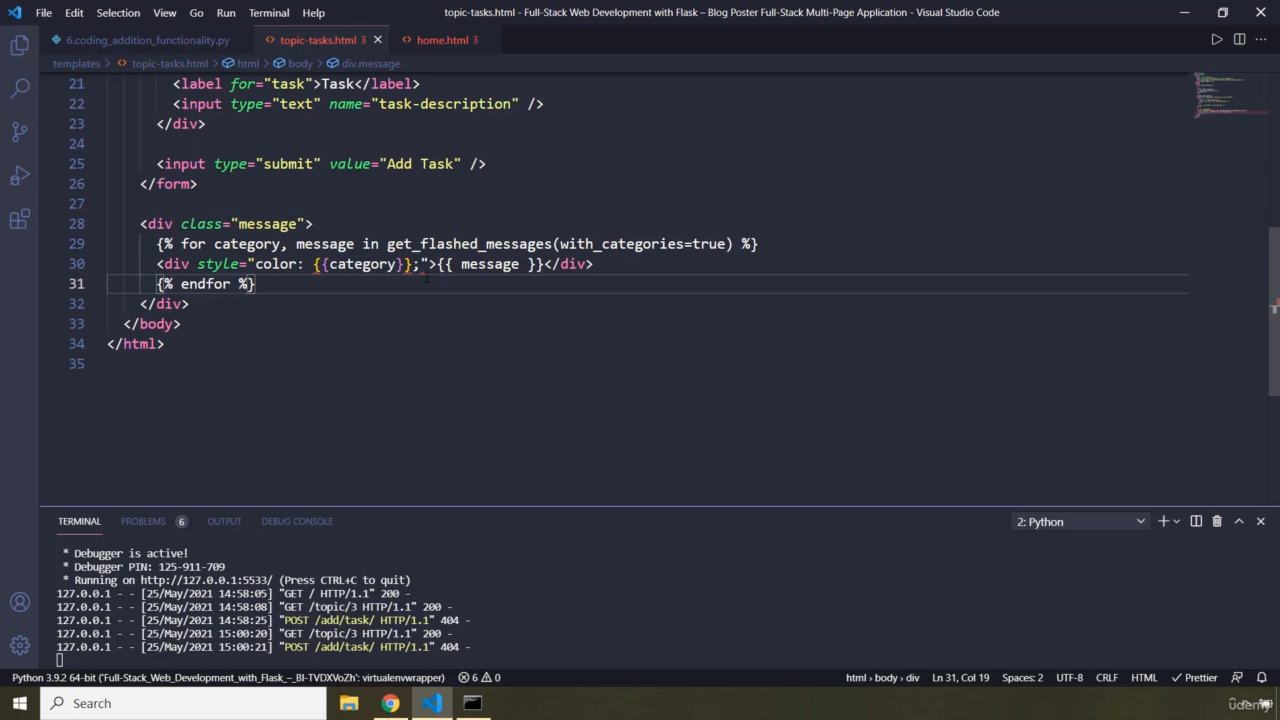 File Edit Selection View Go Run Terminal Help topic-tasks.html - Full-Stack Web Development with Flask – Blog Poster Full-Stack Multi-Page Application - Visual Studio Code
6.coding_addition_functionality.py topic-tasks.html 3 home.html 3
templates > topic-tasks.html > html > body > div.message
21 <label for="task">Task</label>
22 <input type="text" name="task-description" />
23 </div>
24
25 <input type="submit" value="Add Task" />
26 </form>
27
28 <div class="message">
29 {% for category, message in get_flashed_messages(with_categories=true) %}
30 <div style="color: {{category}};">{{ message }}</div>
31 {% endfor %}
32 </div>
33 </body>
34 </html>
35
TERMINAL PROBLEMS 6 OUTPUT DEBUG CONSOLE 2: Python
* Debugger is active!
* Debugger PIN: 125-911-709
* Running on http://127.0.0.1:5533/ (Press CTRL+C to quit)
127.0.0.1 - - [25/May/2021 14:58:05] "GET / HTTP/1.1" 200 -
127.0.0.1 - - [25/May/2021 14:58:08] "GET /topic/3 HTTP/1.1" 200 -
127.0.0.1 - - [25/May/2021 14:58:25] "POST /add/task/ HTTP/1.1" 404 -
127.0.0.1 - - [25/May/2021 15:00:20] "GET /topic/3 HTTP/1.1" 200 -
127.0.0.1 - - [25/May/2021 15:00:21] "POST /add/task/ HTTP/1.1" 404 -
Python 3.9.2 64-bit ('Full-Stack_Web_Development_with_Flask_–_BI-TVDXVoZh': virtualenvwrapper) 6 0 html > body > div Ln 31, Col 19 Spaces: 2 UTF-8 CRLF HTML Prettier
Search
udemy